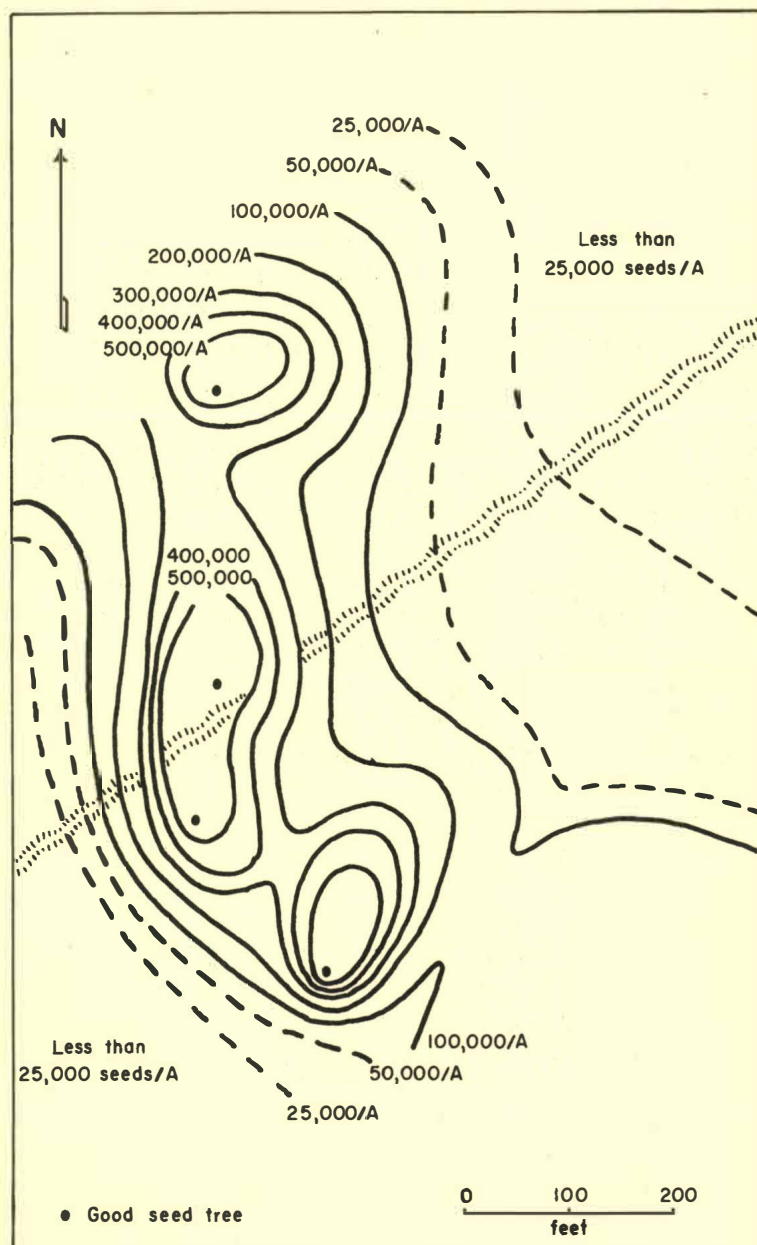 N
25,000/A
50,000/A
100,000/A
Less than
25,000 seeds/A
200,000/A
300,000/A
400,000/A
500,000/A
400,000
500,000
100,000/A
Less than
25,000 seeds/A
50,000/A
25,000/A
0 100 200
feet
Good seed tree